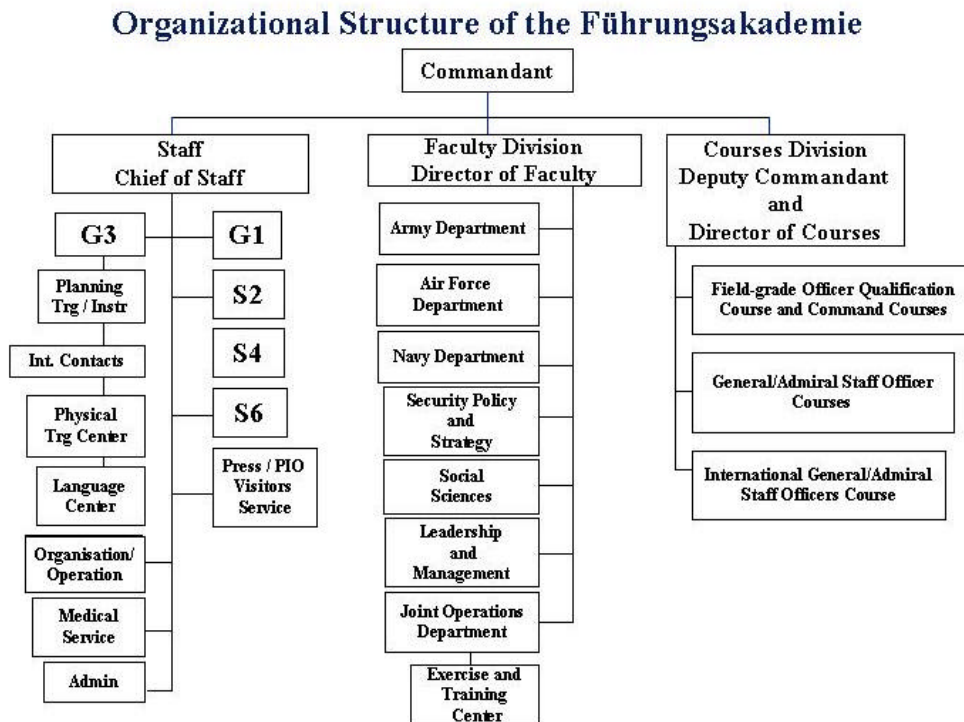 Organizational Structure of the Führungsakademie
Commandant
Staff
Chief of Staff
G3
G1
Planning
Trg / Instr
S2
Int. Contacts
S4
Physical
Trg Center
S6
Language
Center
Press / PIO
Visitors
Service
Organisation/
Operation
Medical
Service
Admin
Faculty Division
Director of Faculty
Army Department
Air Force
Department
Navy Department
Security Policy
and
Strategy
Social
Sciences
Leadership
and
Management
Joint Operations
Department
Exercise and
Training
Center
Courses Division
Deputy Commandant
and
Director of Courses
Field-grade Officer Qualification
Course and Command Courses
General/Admiral Staff Officer
Courses
International General/Admiral
Staff Officers Course